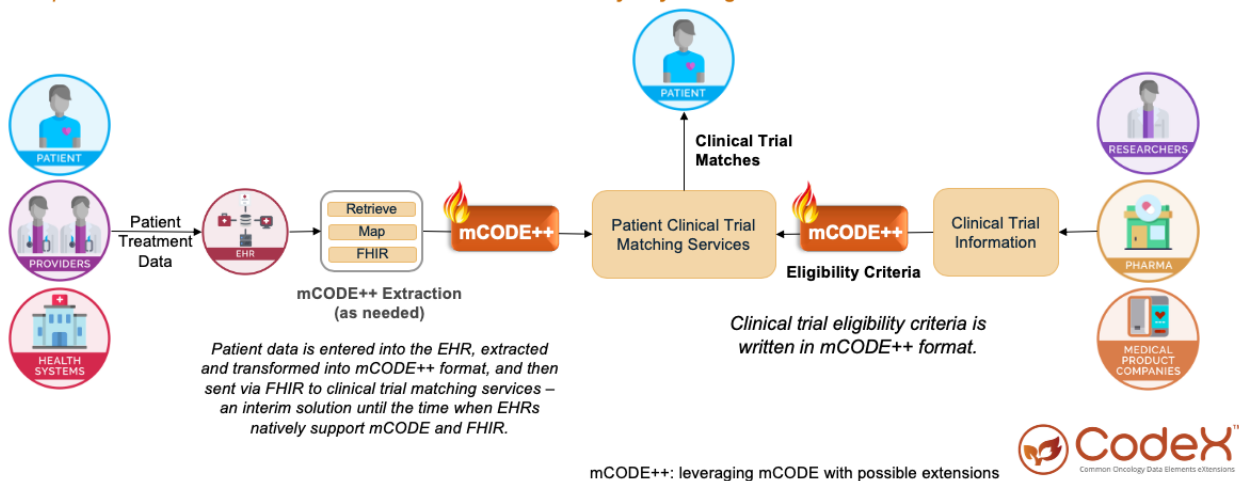 PATIENT
Clinical Trial
Matches
PATIENT
PROVIDERS
HEALTH
SYSTEMS
Patient
Treatment
Data
EHR
Retrieve
Map
FHIR
mCODE++ Extraction
(as needed)
mCODE++
Patient Clinical Trial
Matching Services
mCODE++
Eligibility Criteria
Clinical Trial
Information
RESEARCHERS
PHARMA
MEDICAL
PRODUCT
COMPANIES
Patient data is entered into the EHR, extracted
and transformed into mCODE++ format, and then
sent via FHIR to clinical trial matching services –
an interim solution until the time when EHRs
natively support mCODE and FHIR.
Clinical trial eligibility criteria is
written in mCODE++ format.
mCODE++: leveraging mCODE with possible extensions
CodeX™
Common Oncology Data Elements eXtensions